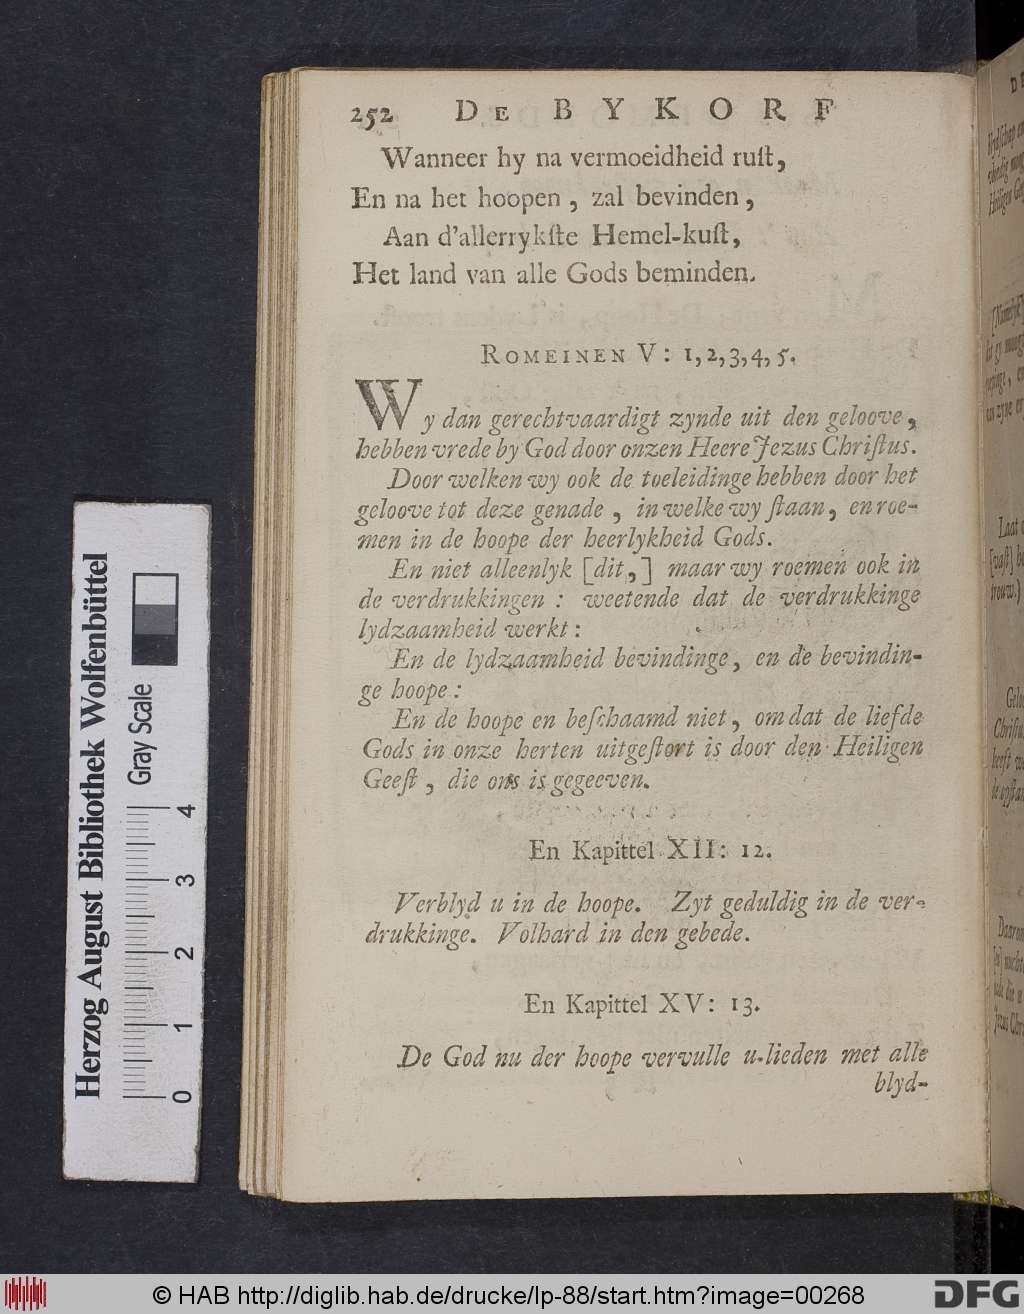 252 De BYKORF
Wanneer hy na vermoeidheid ruſt,
En na het hoopen, zal bevinden,
Aan d'allerrykſte Hemel-kuſt,
Het land van alle Gods beminden.
ROMEINEN V: 1, 2, 3, 4, 5.
Wy dan gerechtvaardigt zynde uit den geloove,
hebben vrede by God door onzen Heere Jezus Chriſtus.
Door welken wy ook de toeleidinge hebben door het
geloove tot deze genade, in welke wy ſtaan, en roe-
men in de hoope der heerlykheid Gods.
En niet alleenlyk [dit,] maar wy roemen ook in
de verdrukkingen: weetende dat de verdrukkinge
lydzaamheid werkt:
En de lydzaamheid bevindinge, en de bevindin-
ge hoope:
En de hoope en beſchaamd niet, omdat de liefde
Gods in onze herten uitgeſtort is door den Heiligen
Geeſt, die ons is gegeeven.
En Kapittel XII: 12.
Verblyd u in de hoope. Zyt geduldig in de ver-
drukkinge. Volhard in den gebede.
En Kapittel XV: 13.
De God nu der hoope vervulle u-lieden met alle
blyd-
Herzog August Bibliothek Wolfenbüttel
Gray Scale
0 1 2 3 4
© HAB http://diglib.hab.de/drucke/lp-88/start.htm?image=00268
DFG